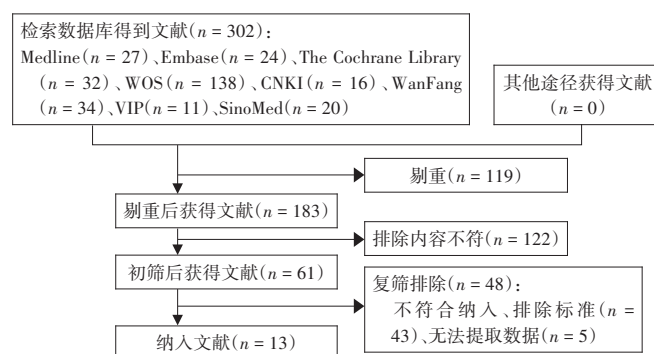 检索数据库得到文献(n = 302)：
Medline(n = 27)、Embase(n = 24)、The Cochrane Library
(n = 32)、WOS(n = 138)、CNKI(n = 16)、WanFang
(n = 34)、VIP(n = 11)、SinoMed(n = 20)
其他途径获得文献
(n = 0)
剔重(n = 119)
剔重后获得文献(n = 183)
排除内容不符(n = 122)
初筛后获得文献(n = 61)
复筛排除(n = 48)：
不符合纳入、排除标准(n =
43)、无法提取数据(n = 5)
纳入文献(n = 13)